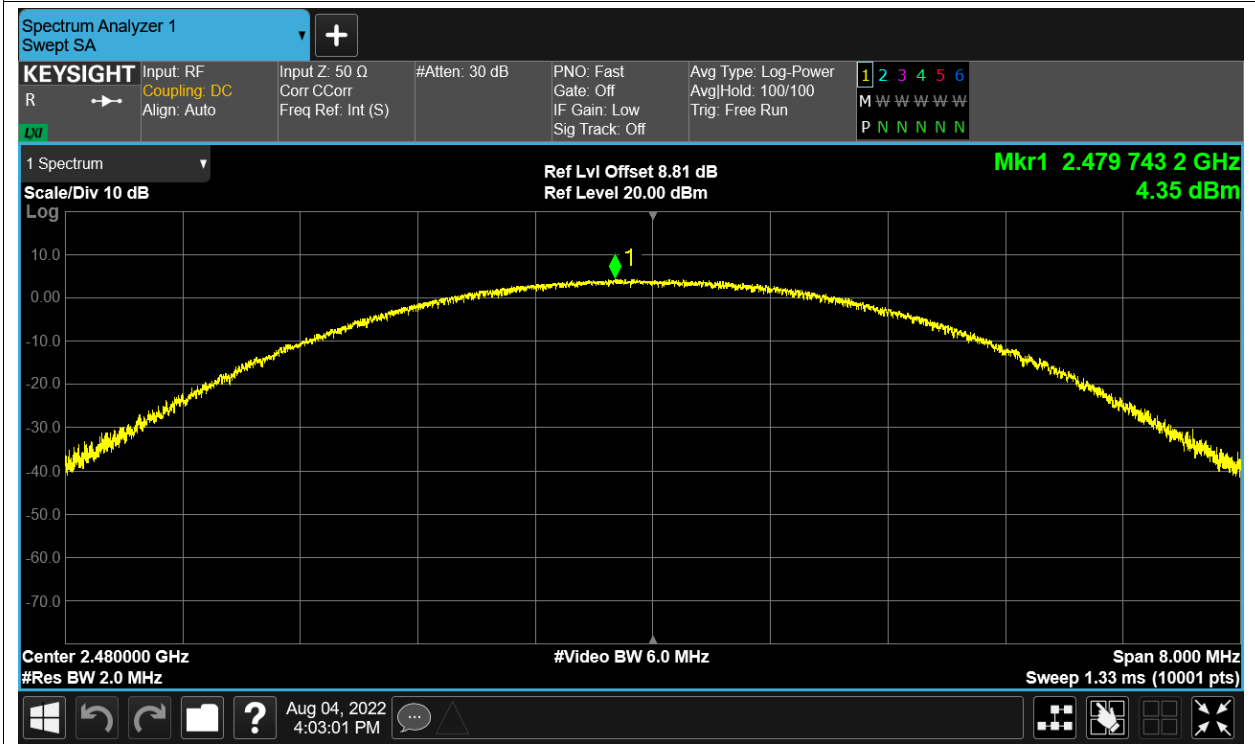 Spectrum Analyzer 1
Swept SA
KEYSIGHT
R
LXI
Input: RF
Coupling: DC
Align: Auto
Input Z: 50 Ω
Corr CCorr
Freq Ref: Int (S)
#Atten: 30 dB
PNO: Fast
Gate: Off
IF Gain: Low
Sig Track: Off
Avg Type: Log-Power
Avg|Hold: 100/100
Trig: Free Run
1 2 3 4 5 6
M W W W W W
P N N N N N
1 Spectrum
Scale/Div 10 dB
Log
Ref Lvl Offset 8.81 dB
Ref Level 20.00 dBm
Mkr1 2.479 743 2 GHz
4.35 dBm
1
10.0
0.00
-10.0
-20.0
-30.0
-40.0
-50.0
-60.0
-70.0
Center 2.480000 GHz
#Res BW 2.0 MHz
#Video BW 6.0 MHz
Span 8.000 MHz
Sweep 1.33 ms (10001 pts)
?
Aug 04, 2022
4:03:01 PM